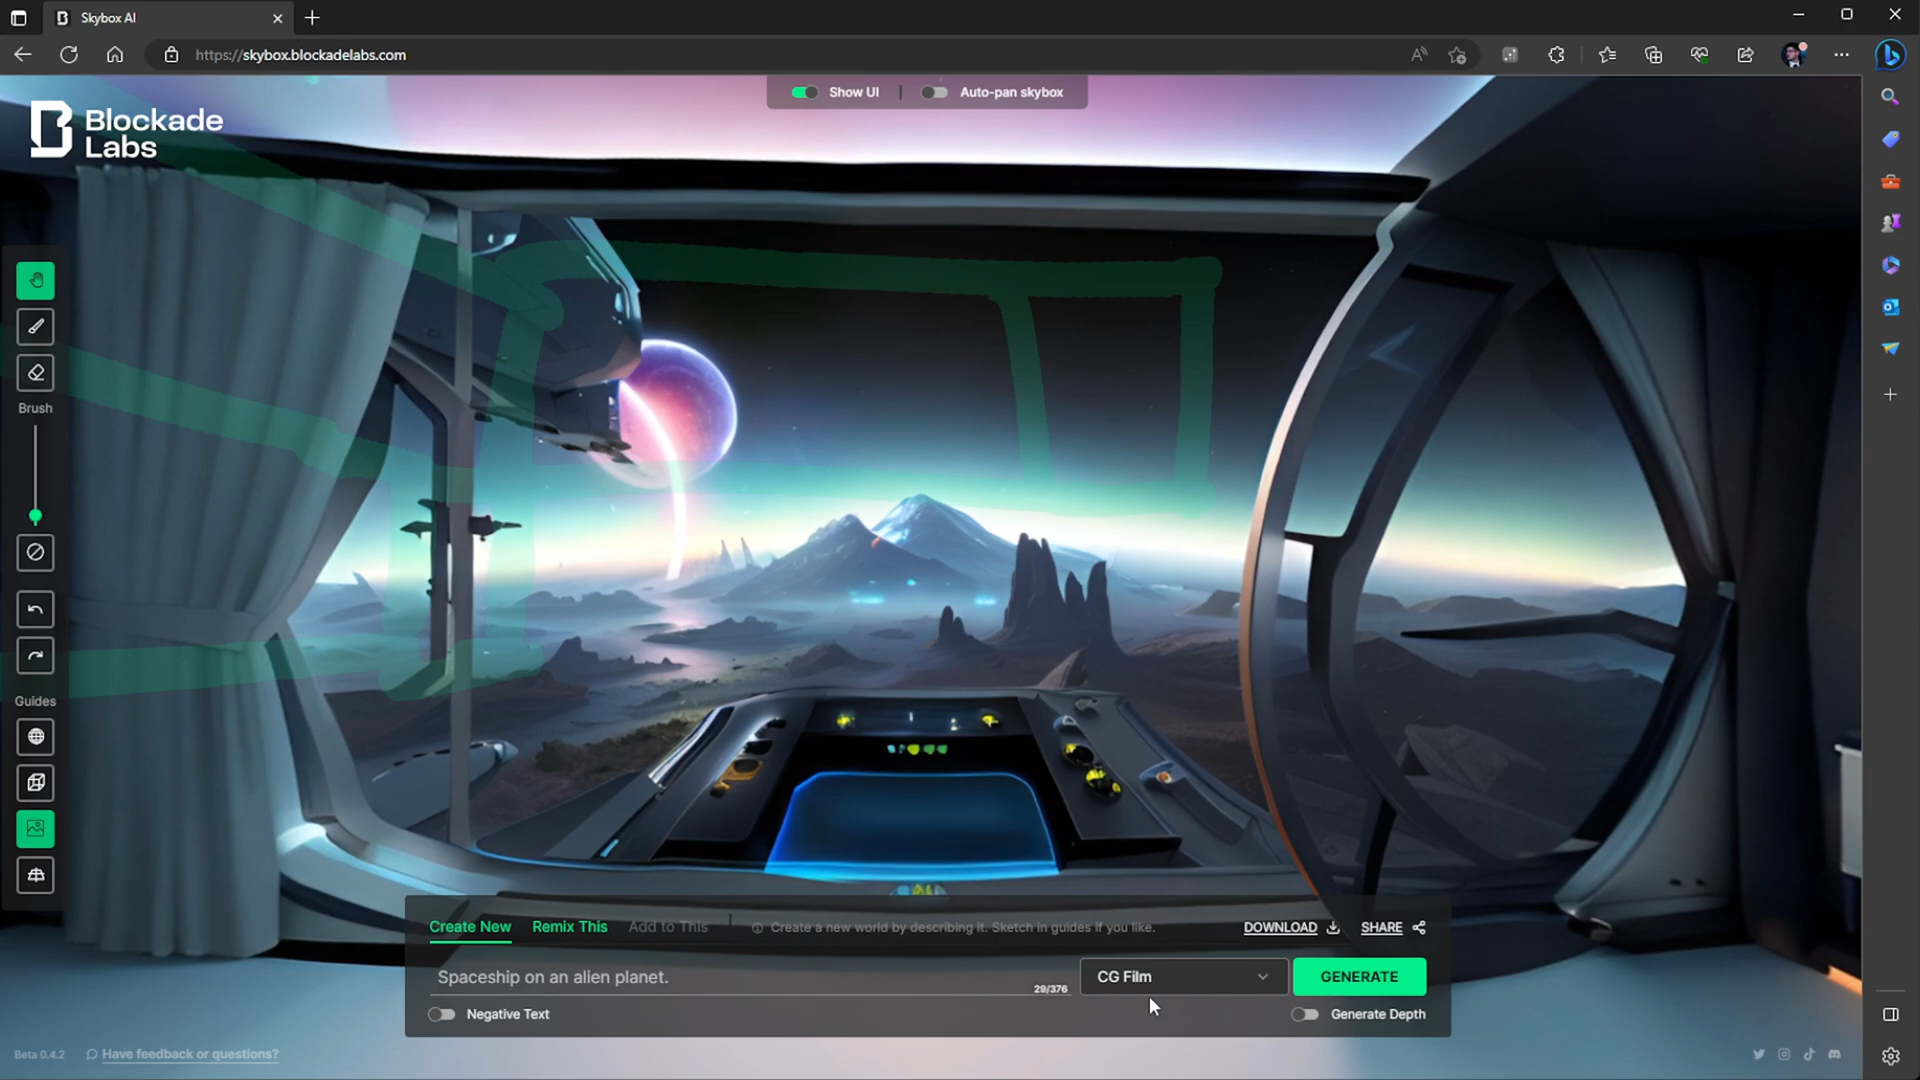 Skybox AI
https://skybox.blockadelabs.com
Show UI | Auto-pan skybox
Blockade
Labs
Brush
Guides
Create New Remix This Add to This Create a new world by describing it. Sketch in guides if you like. DOWNLOAD SHARE
Spaceship on an alien planet. 29/376 CG Film GENERATE
Negative Text Generate Depth
Beta 0.4.2 Have feedback or questions?